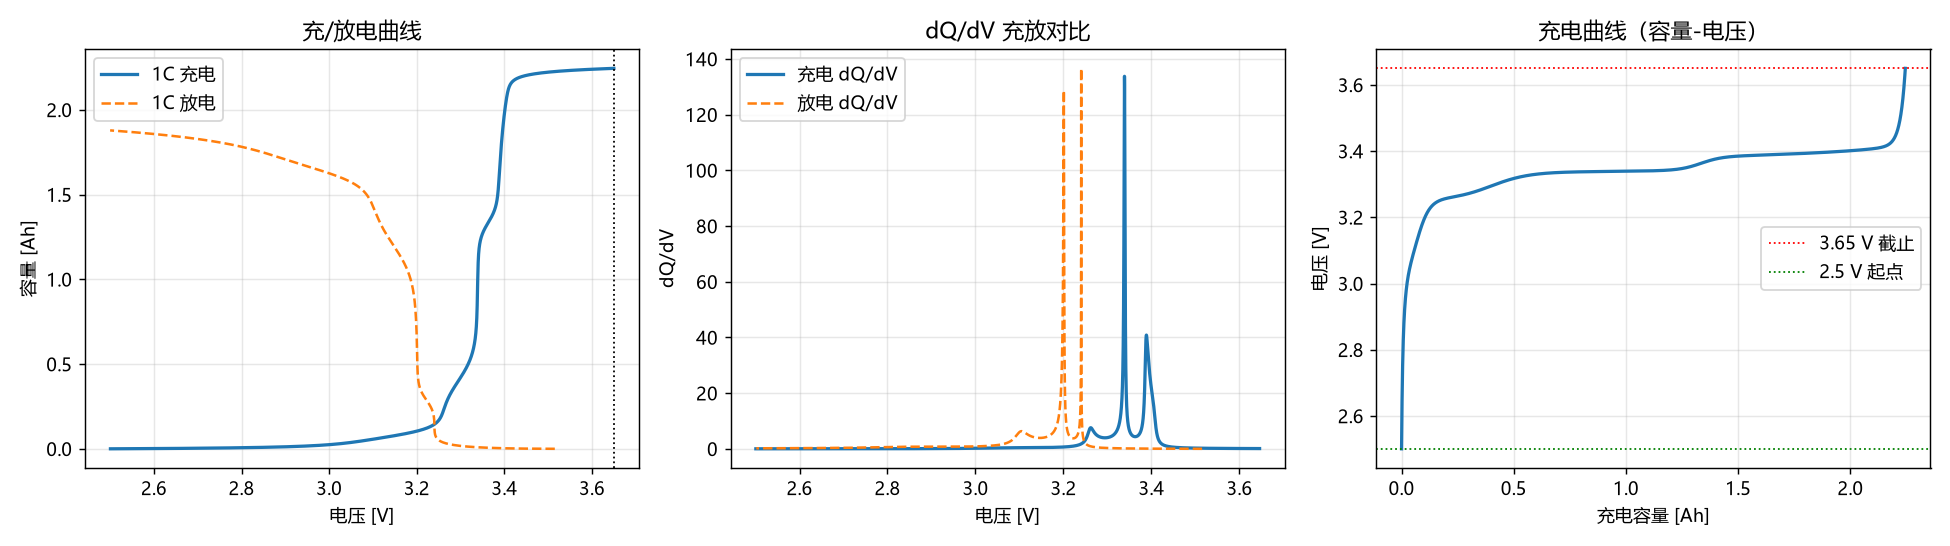 充/放电曲线
1C 充电
1C 放电
容量 [Ah]
2.0
1.5
1.0
0.5
0.0
2.6 2.8 3.0 3.2 3.4 3.6
电压 [V]
dQ/dV 充放对比
充电 dQ/dV
放电 dQ/dV
dQ/dV
140
120
100
80
60
40
20
0
2.6 2.8 3.0 3.2 3.4 3.6
电压 [V]
充电曲线（容量-电压）
3.65 V 截止
2.5 V 起点
电压 [V]
3.6
3.4
3.2
3.0
2.8
2.6
0.0 0.5 1.0 1.5 2.0
充电容量 [Ah]